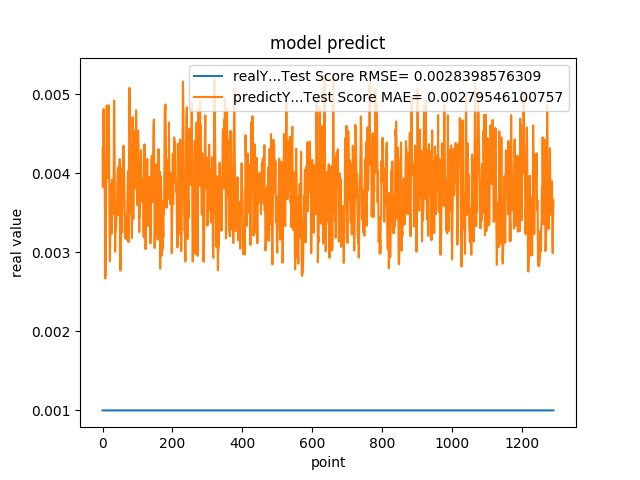 model predict
realY...Test Score RMSE= 0.0028398576309
predictY...Test Score MAE= 0.00279546100757
0.005
0.004
0.003
0.002
0.001
real value
0 200 400 600 800 1000 1200
point